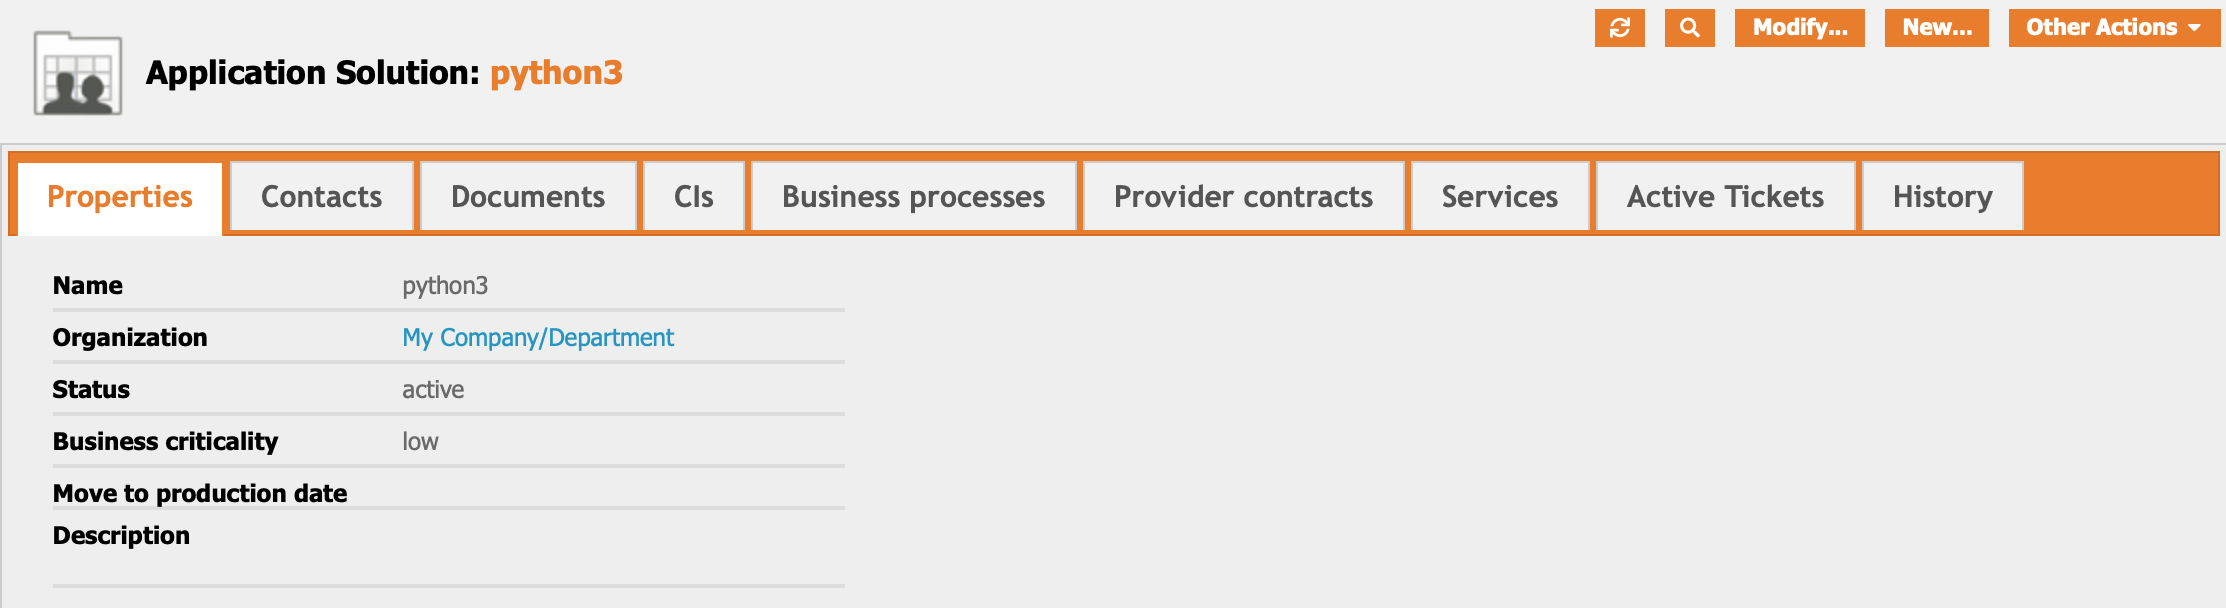 Modify... New... Other Actions
Application Solution: python3
Properties Contacts Documents CIs Business processes Provider contracts Services Active Tickets History
Name python3
Organization My Company/Department
Status active
Business criticality low
Move to production date
Description